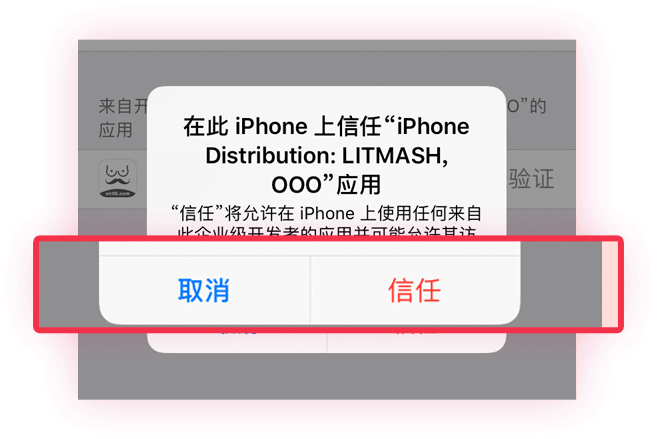 来自开
O”的
应用
验证
在此 iPhone 上信任“iPhone
Distribution: LITMASH,
OOO”应用
“信任”将允许在 iPhone 上使用任何来自
此企业级开发者的应用并可能允许其访
取消
信任